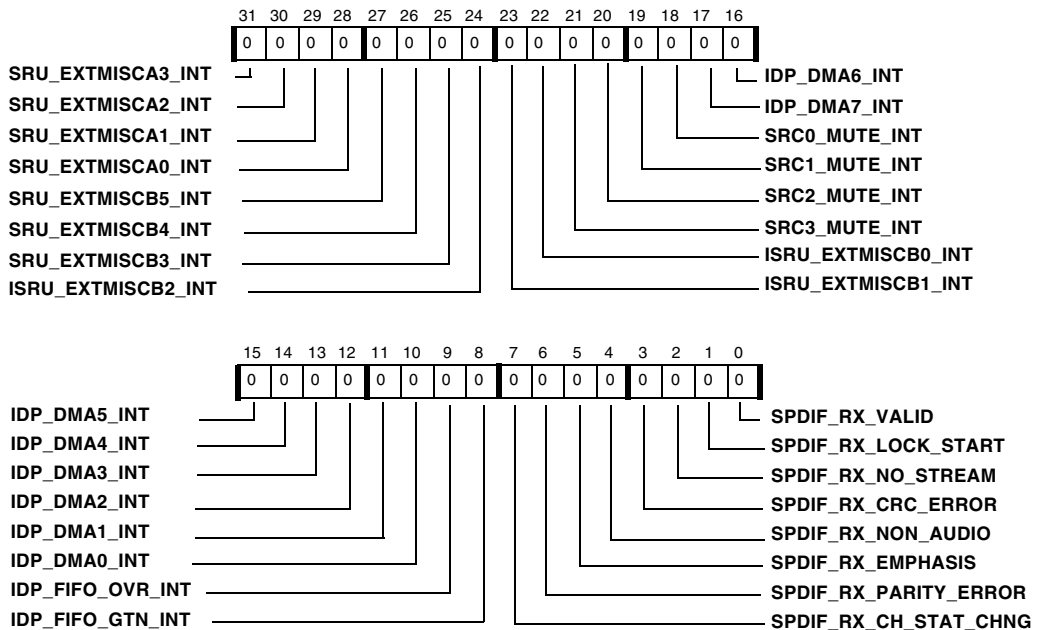 31 30 29 28 27 26 25 24 23 22 21 20 19 18 17 16
0 0 0 0 0 0 0 0 0 0 0 0 0 0 0 0
SRU_EXTMISCA3_INT IDP_DMA6_INT
SRU_EXTMISCA2_INT IDP_DMA7_INT
SRU_EXTMISCA1_INT SRC0_MUTE_INT
SRU_EXTMISCA0_INT SRC1_MUTE_INT
SRU_EXTMISCB5_INT SRC2_MUTE_INT
SRU_EXTMISCB4_INT SRC3_MUTE_INT
SRU_EXTMISCB3_INT ISRU_EXTMISCB0_INT
ISRU_EXTMISCB2_INT ISRU_EXTMISCB1_INT
15 14 13 12 11 10 9 8 7 6 5 4 3 2 1 0
0 0 0 0 0 0 0 0 0 0 0 0 0 0 0 0
IDP_DMA5_INT SPDIF_RX_VALID
IDP_DMA4_INT SPDIF_RX_LOCK_START
IDP_DMA3_INT SPDIF_RX_NO_STREAM
IDP_DMA2_INT SPDIF_RX_CRC_ERROR
IDP_DMA1_INT SPDIF_RX_NON_AUDIO
IDP_DMA0_INT SPDIF_RX_EMPHASIS
IDP_FIFO_OVR_INT SPDIF_RX_PARITY_ERROR
IDP_FIFO_GTN_INT SPDIF_RX_CH_STAT_CHNG